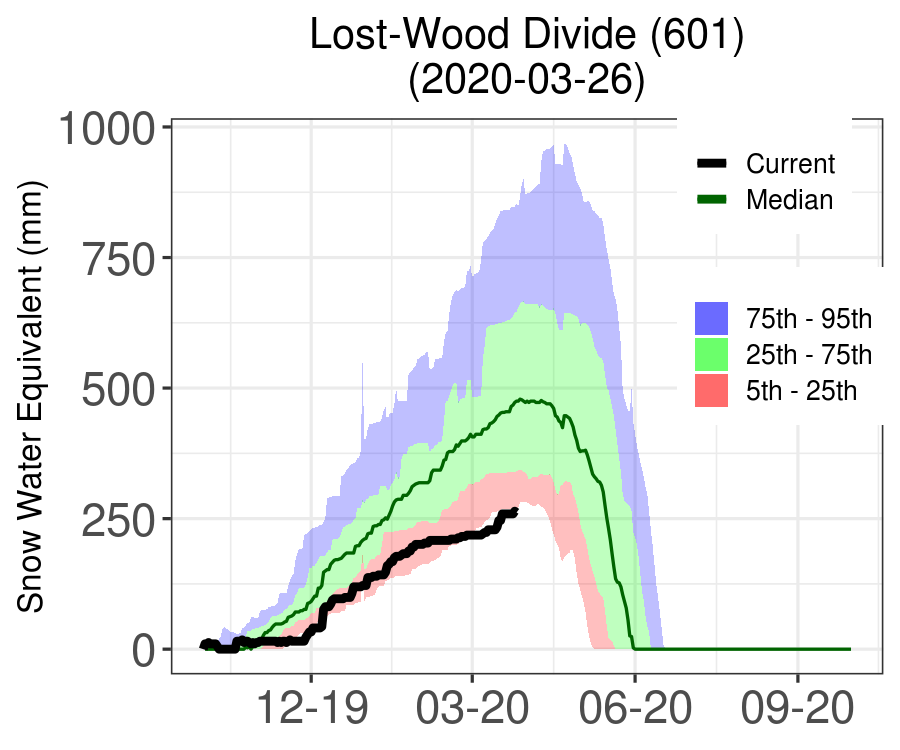 Lost-Wood Divide (601)
(2020-03-26)
Snow Water Equivalent (mm)
1000
750
500
250
0
12-19
03-20
06-20
09-20
Current
Median
75th - 95th
25th - 75th
5th - 25th